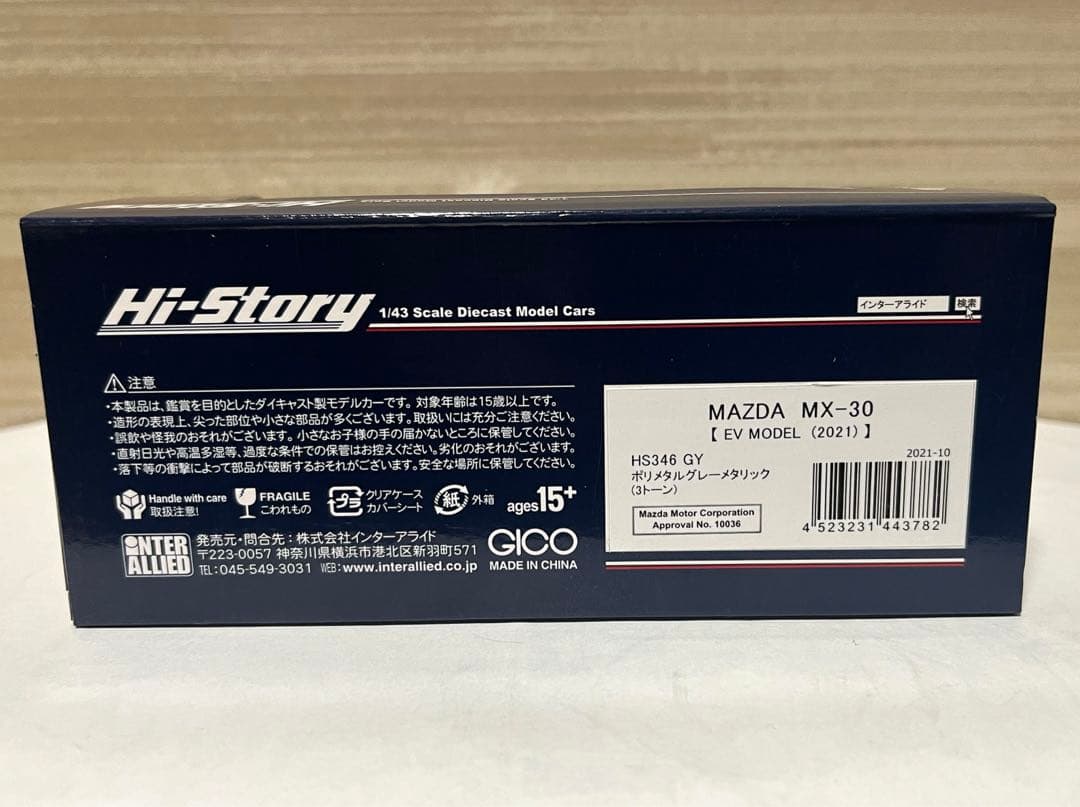 Hi-Story
1/43 Scale Diecast Model Cars
インターアライド 検索
⚠注意
・本製品は、鑑賞を目的としたダイキャスト製モデルカーです。対象年齢は15歳以上です。
・造形の表現上、尖った部位や小さな部品が多くございます。取扱いには充分ご注意ください。
・誤飲や怪我のおそれがございます。小さなお子様の手の届かないところに保管してください。
・直射日光や高温多湿等、過度な条件での保管はお控えください。劣化のおそれがございます。
・落下等の衝撃によって部品が破断するおそれがございます。安全な場所に保管してください。
Handle with care
取扱注意!
FRAGILE
こわれもの
プラ
クリアケース
カバーシート
紙
外箱
ages15+
INTER
ALLIED
発売元・問合先:株式会社インターアライド
〒223-0057 神奈川県横浜市港北区新羽町571
TEL:045-549-3031 WEB:www.interallied.co.jp
GICO
MADE IN CHINA
MAZDA MX-30
【 EV MODEL (2021) 】
HS346 GY
ポリメタルグレーメタリック
(3トーン)
2021-10
Mazda Motor Corporation
Approval No. 10036
4 523231 443782